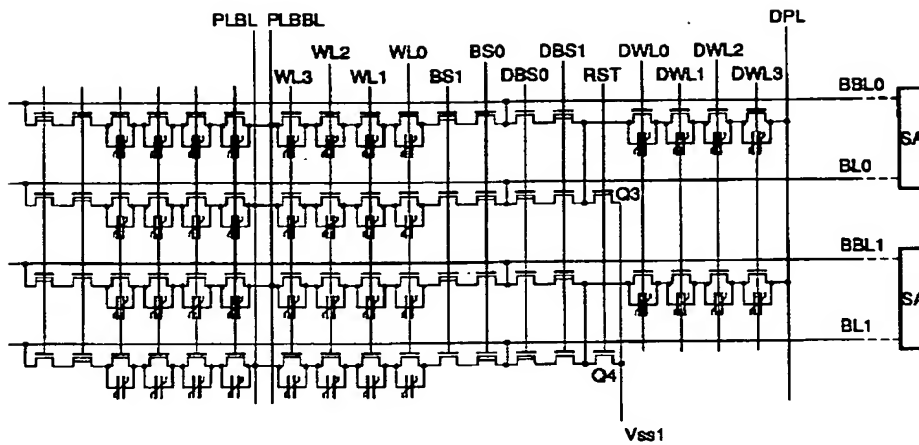 PLBL PLBBL DPL
WL2 WL0 BS0 DBS1 DWL0 DWL2
WL3 WL1 BS1 DBS0 RST DWL1 DWL3
BBL0
SA
BL0
Q3
BBL1
SA
BL1
Q4
Vss1